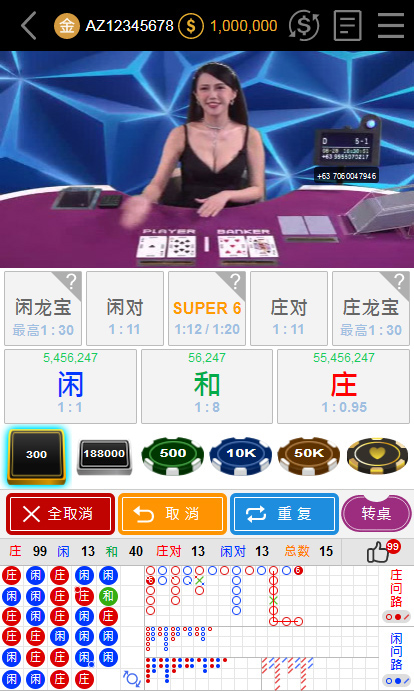 金 AZ12345678 $ 1,000,000
D 5-1
+63 7060047946
PLAYER BANKER
闲龙宝 闲对 SUPER 6 庄对 庄龙宝
最高1:30 1:11 1:12 / 1:20 1:11 最高1:30
5,456,247 56,247 55,456,247
闲 和 庄
1:1 1:8 1:0.95
300 188000 500 10K 50K
全取消 取 消 重 复 转桌
庄 99 闲 13 和 40 庄对 13 闲对 13 总数 15 99
庄 闲 庄 闲 闲
闲 闲 庄 庄 和
庄 闲 庄 闲 庄
庄 闲 庄 闲 庄
闲 闲 庄 闲 闲
闲 庄 庄 庄
庄问路
闲问路